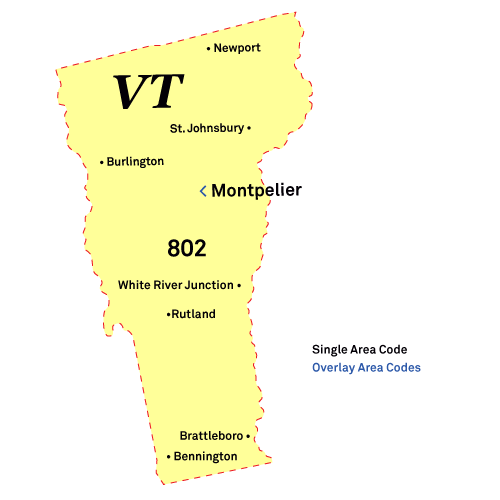 Newport
VT
St. Johnsbury
Burlington
Montpelier
802
White River Junction
Rutland
Single Area Code
Overlay Area Codes
Brattleboro
Bennington